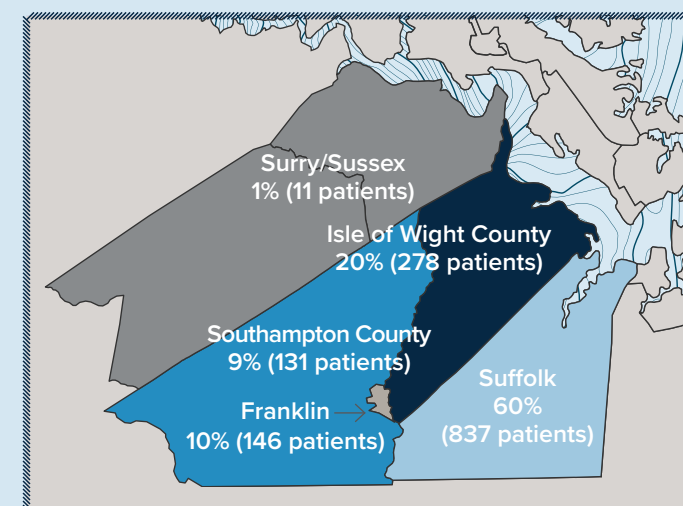 Surry/Sussex
1% (11 patients)
Isle of Wight County
20% (278 patients)
Southampton County
9% (131 patients)
Franklin
10% (146 patients)
Suffolk
60%
(837 patients)